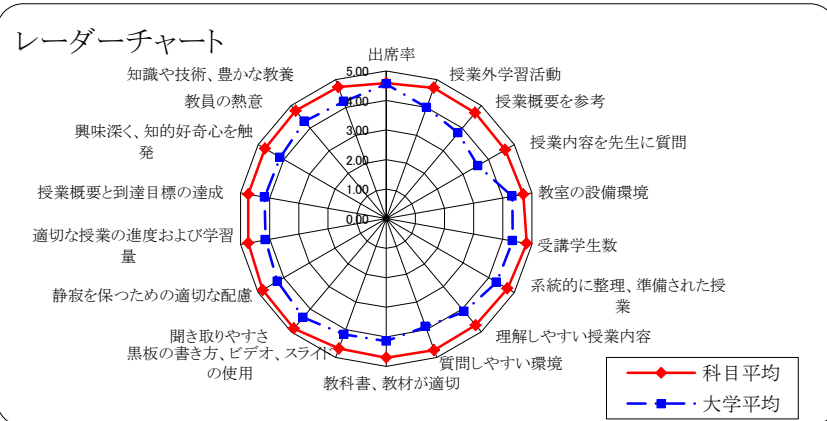 レーダーチャート
出席率
授業外学習活動
授業概要を参考
授業内容を先生に質問
教室の設備環境
受講学生数
系統的に整理、準備された授
業
理解しやすい授業内容
質問しやすい環境
教科書、教材が適切
黒板の書き方、ビデオ、スライド
の使用
聞き取りやすさ
静寂を保つための適切な配慮
適切な授業の進度および学習
量
授業概要と到達目標の達成
興味深く、知的好奇心を触
発
教員の熱意
知識や技術、豊かな教養
5.00
4.00
3.00
2.00
1.00
0.00
科目平均
大学平均